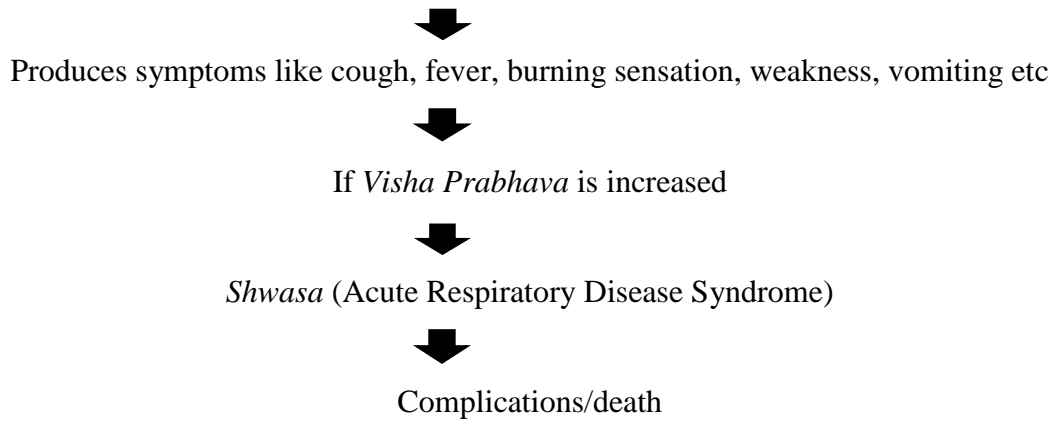 Produces symptoms like cough, fever, burning sensation, weakness, vomiting etc
If Visha Prabhava is increased
Shwasa (Acute Respiratory Disease Syndrome)
Complications/death